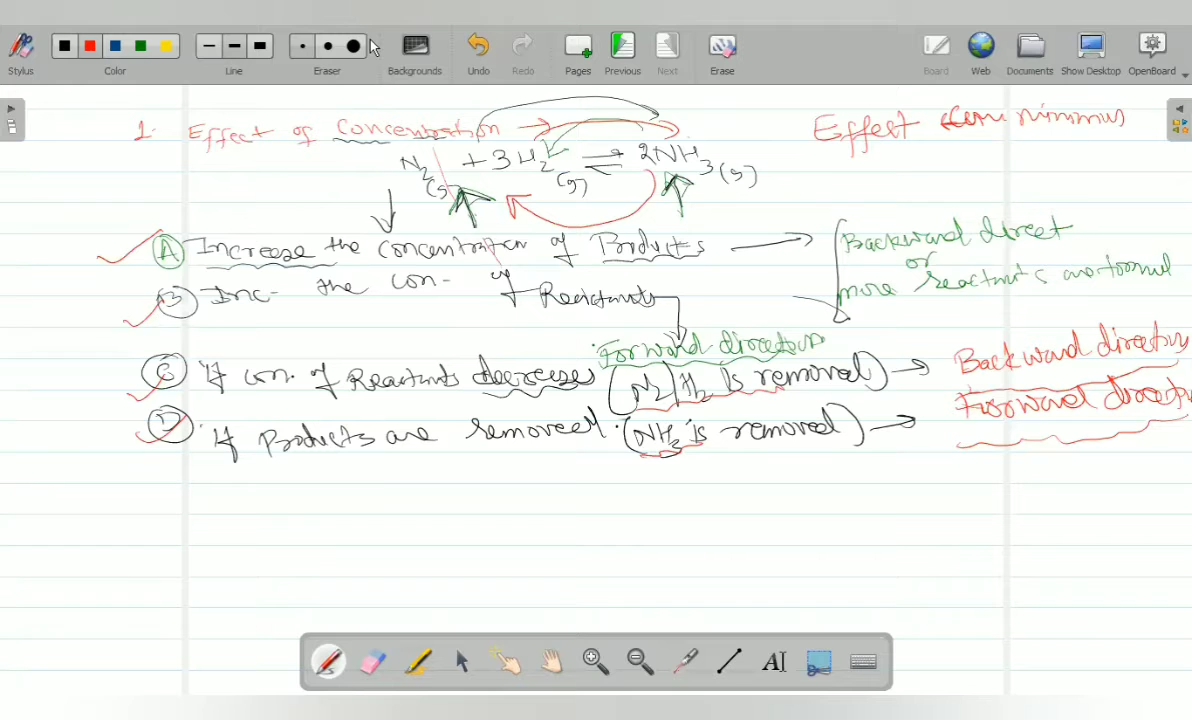 Stylus Color Line Eraser Backgrounds Undo Redo Pages Previous Next Erase Board Web Documents Show Desktop OpenBoard
1. Effect of Concentration → Effect
N2(g) + 3H2(g) ⇌ 2NH3(g)
(A) Increase the concentration of Products → Backward direct
or
more reactants are formed
(B) Inc- the con- of Reactants
Forward direction
(C) If con. of Reactants decreases (N2/H2 is removal) → Backward direction
(D) If Products are removed. (NH3 is removed) → Forward direction